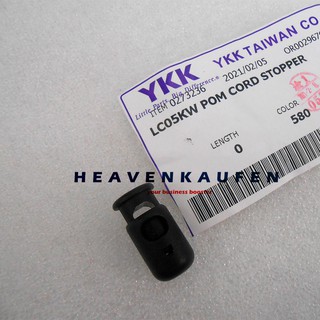 YKK
YKK TAIWAN CO
Little Parts. Big Difference.
ITEM 0273236
2021/02/05
LC05KW POM CORD STOPPER
LENGTH
COLOR
0
580
HEAVENKAUFEN
your business booster